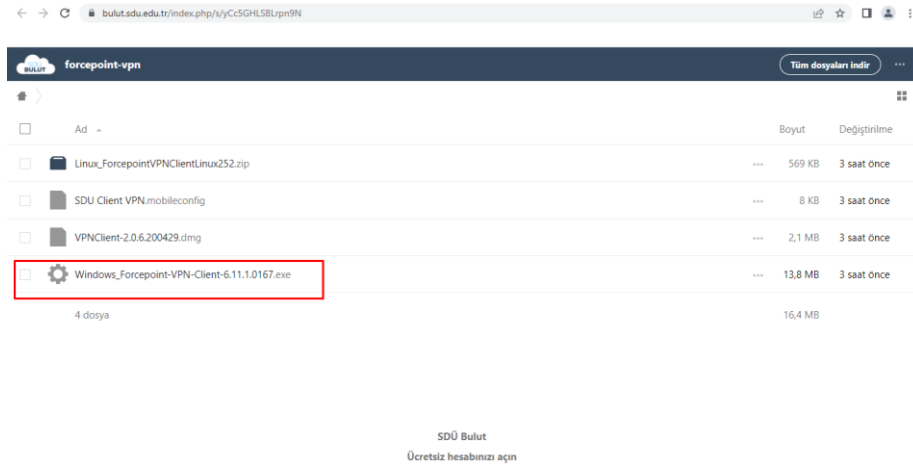 bulut.sdu.edu.tr/index.php/s/yCc5GHLSBLrpn9N
SDÜ BULUT forcepoint-vpn Tüm dosyaları indir
Ad Boyut Değiştirilme
Linux_ForcepointVPNClientLinux252.zip 569 KB 3 saat önce
SDU Client VPN.mobileconfig 8 KB 3 saat önce
VPNClient-2.0.6.200429.dmg 2,1 MB 3 saat önce
Windows_Forcepoint-VPN-Client-6.11.1.0167.exe 13,8 MB 3 saat önce
4 dosya 16,4 MB
SDÜ Bulut
Ücretsiz hesabınızı açın